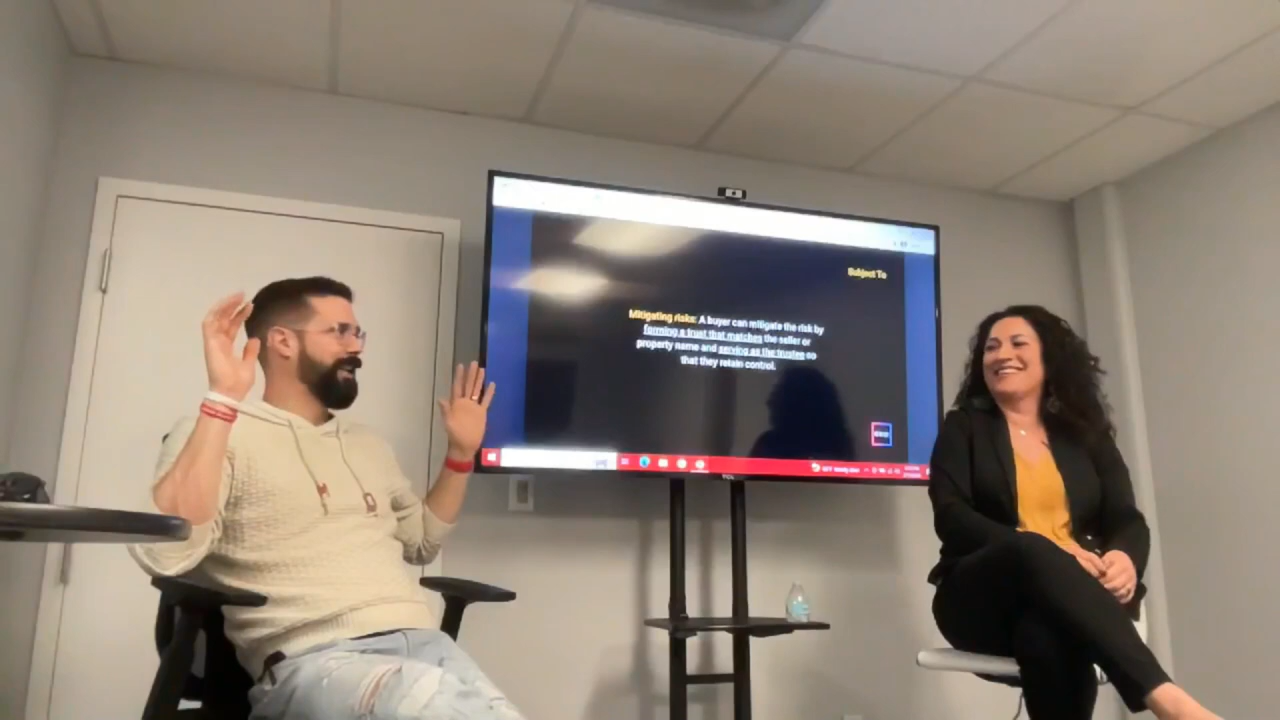 Subject To
Mitigating risks: A buyer can mitigate the risk by
forming a trust that matches the seller or
property name and serving as the trustee so
that they retain control.